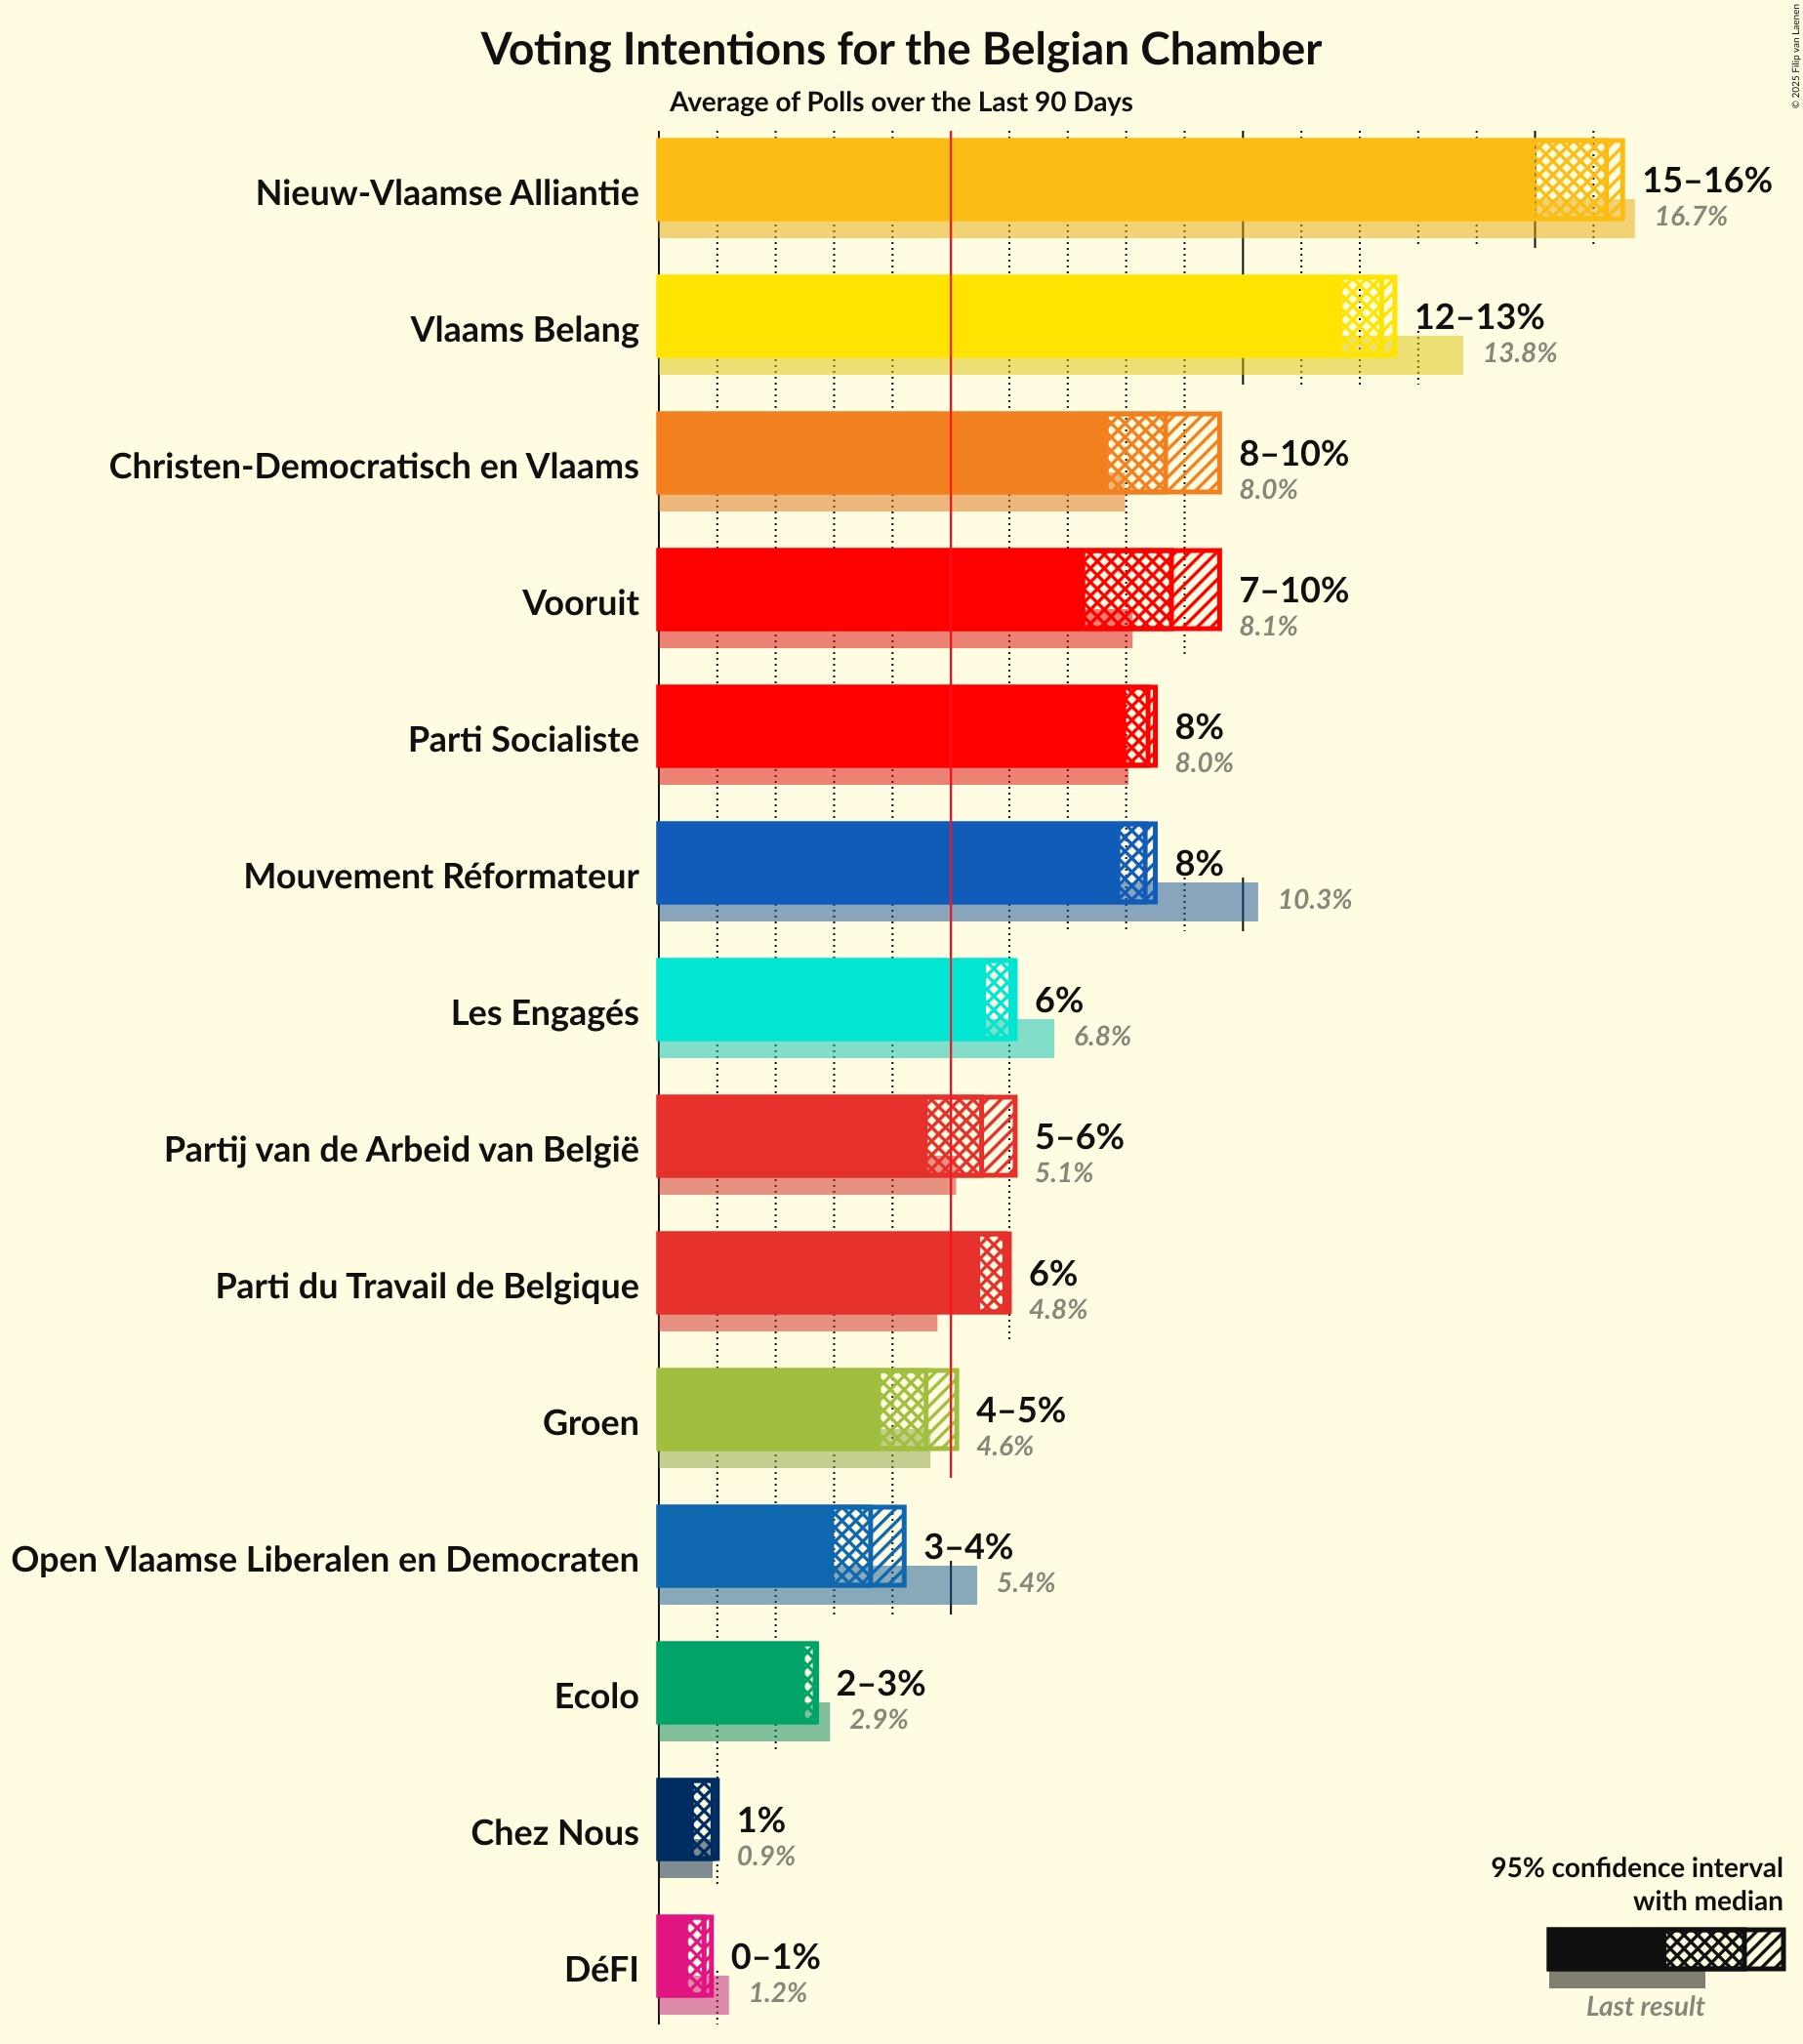 Voting Intentions for the Belgian Chamber
Average of Polls over the Last 90 Days
© 2025 Filip van Laenen
Nieuw-Vlaamse Alliantie
15–16%
16.7%
Vlaams Belang
12–13%
13.8%
Christen-Democratisch en Vlaams
8–10%
8.0%
Vooruit
7–10%
8.1%
Parti Socialiste
8%
8.0%
Mouvement Réformateur
8%
10.3%
Les Engagés
6%
6.8%
Partij van de Arbeid van België
5–6%
5.1%
Parti du Travail de Belgique
6%
4.8%
Groen
4–5%
4.6%
Open Vlaamse Liberalen en Democraten
3–4%
5.4%
Ecolo
2–3%
2.9%
Chez Nous
1%
0.9%
DéFI
0–1%
1.2%
95% confidence interval
with median
Last result